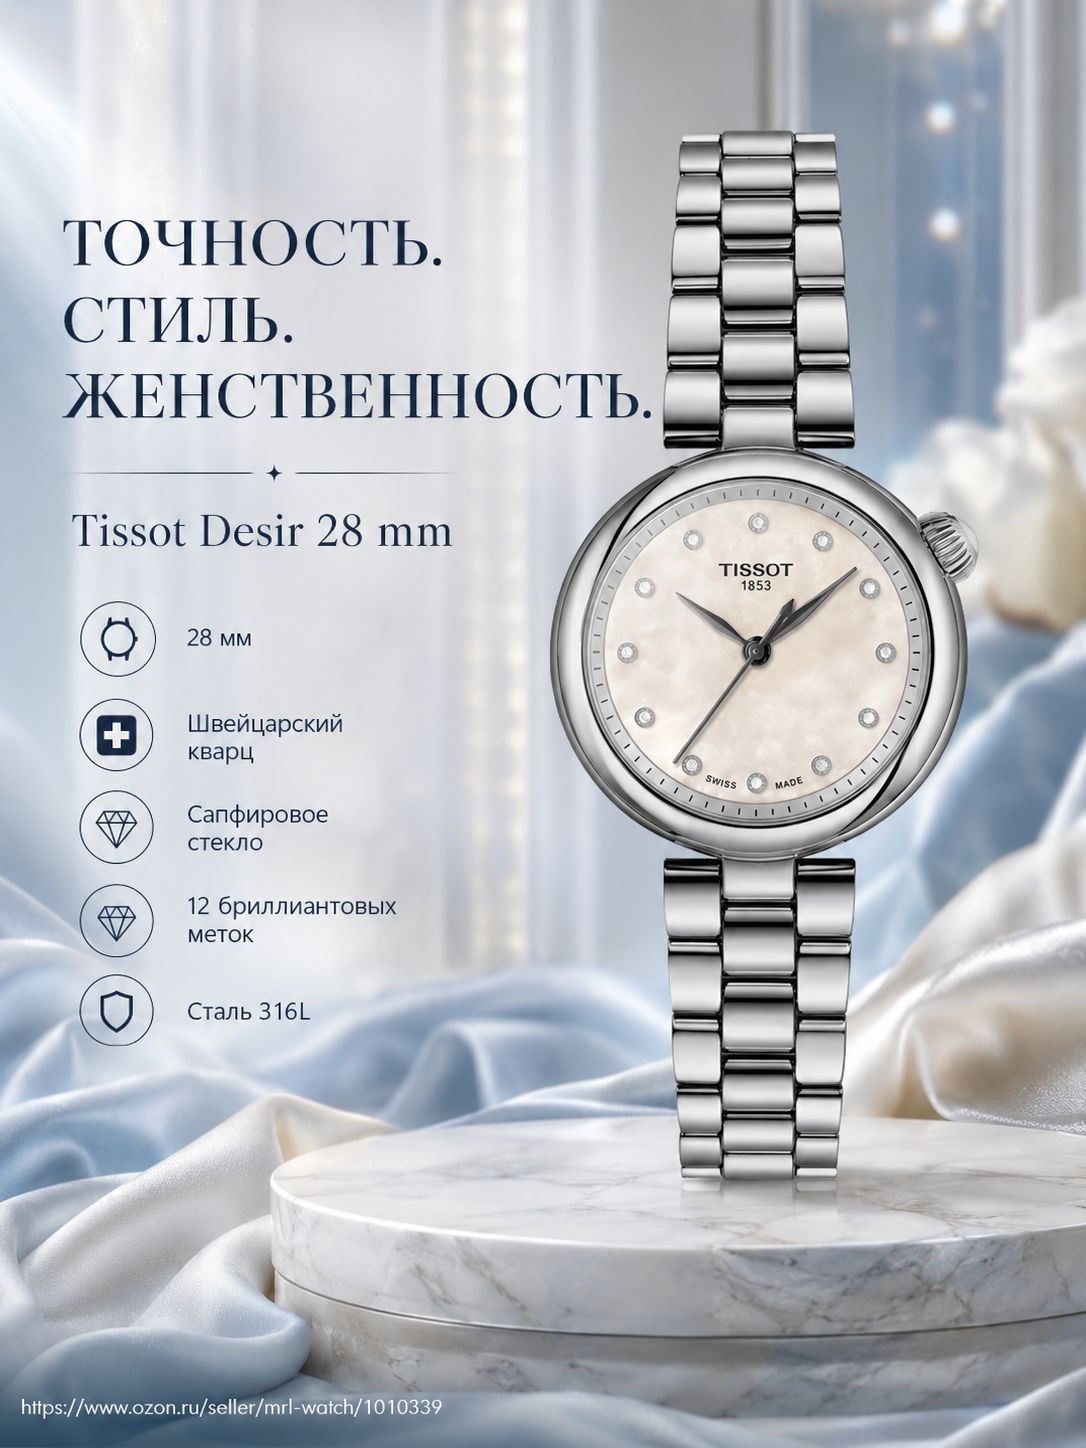 ТОЧНОСТЬ.
СТИЛЬ.
ЖЕНСТВЕННОСТЬ.
Tissot Desir 28 mm
28 мм
Швейцарский
кварц
Сапфировое
стекло
12 бриллиантовых
меток
Сталь 316L
TISSOT
1853
SWISS MADE
https://www.ozon.ru/seller/mrl-watch/1010339